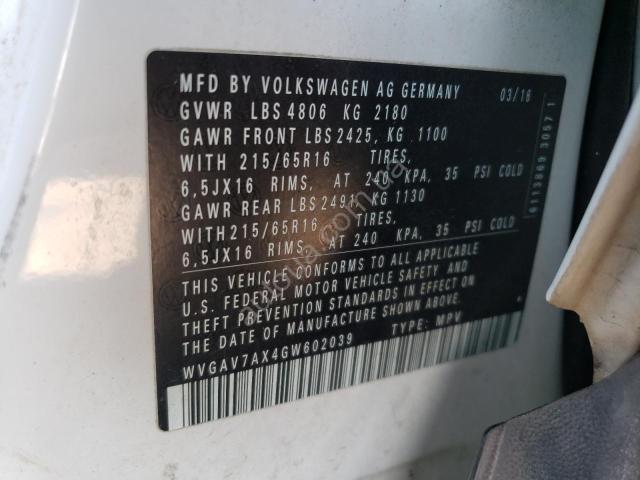 MFD BY VOLKSWAGEN AG GERMANY 03/16
GVWR LBS 4806 KG 2180
GAWR FRONT LBS 2425, KG 1100
WITH 215/65R16 TIRES,
6,5JX16 RIMS, AT 240 KPA, 35 PSI COLD
GAWR REAR LBS 2491, KG 1130
WITH 215/65R16 TIRES,
6,5JX16 RIMS, AT 240 KPA, 35 PSI COLD
THIS VEHICLE CONFORMS TO ALL APPLICABLE
U.S. FEDERAL MOTOR VEHICLE SAFETY AND
THEFT PREVENTION STANDARDS IN EFFECT ON
THE DATE OF MANUFACTURE SHOWN ABOVE
WVGAV7AX4GW602039 TYPE: MPV